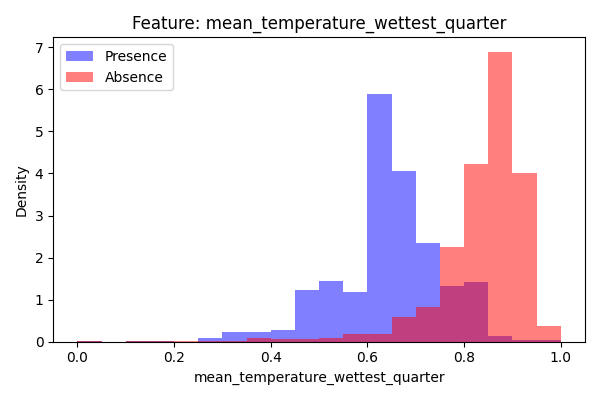 Feature: mean_temperature_wettest_quarter
Presence
Absence
Density
7
6
5
4
3
2
1
0
0.0 0.2 0.4 0.6 0.8 1.0
mean_temperature_wettest_quarter